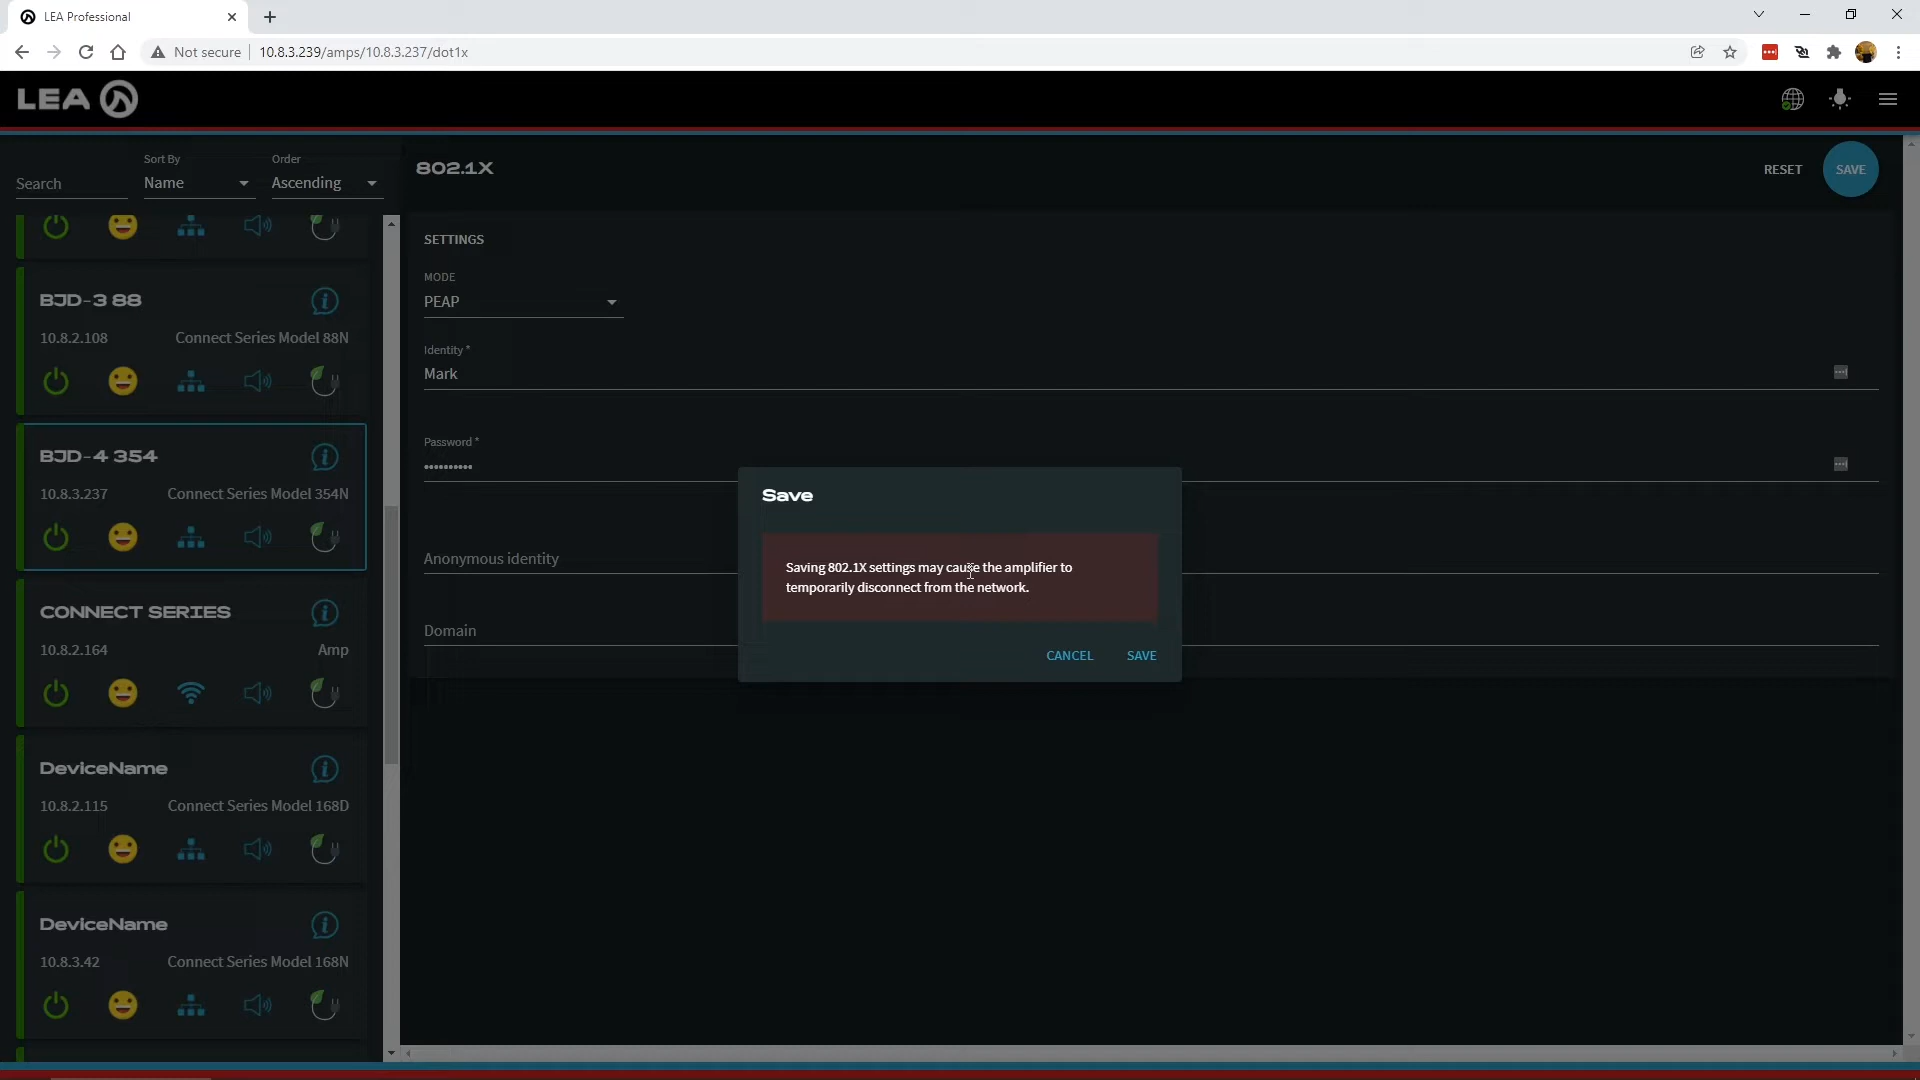 LEA Professional
Not secure
10.8.3.239/amps/10.8.3.237/dot1x
LEA
Search
Sort By
Name
Order
Ascending
BJD-3 88
10.8.2.108 Connect Series Model 88N
BJD-4 354
10.8.3.237 Connect Series Model 354N
CONNECT SERIES
10.8.2.164 Amp
DeviceName
10.8.2.115 Connect Series Model 168D
DeviceName
10.8.3.42 Connect Series Model 168N
802.1X
RESET
SAVE
SETTINGS
MODE
PEAP
Identity *
Mark
Password *
••••••••••
Anonymous identity
Domain
Save
Saving 802.1X settings may cause the amplifier to
temporarily disconnect from the network.
CANCEL SAVE